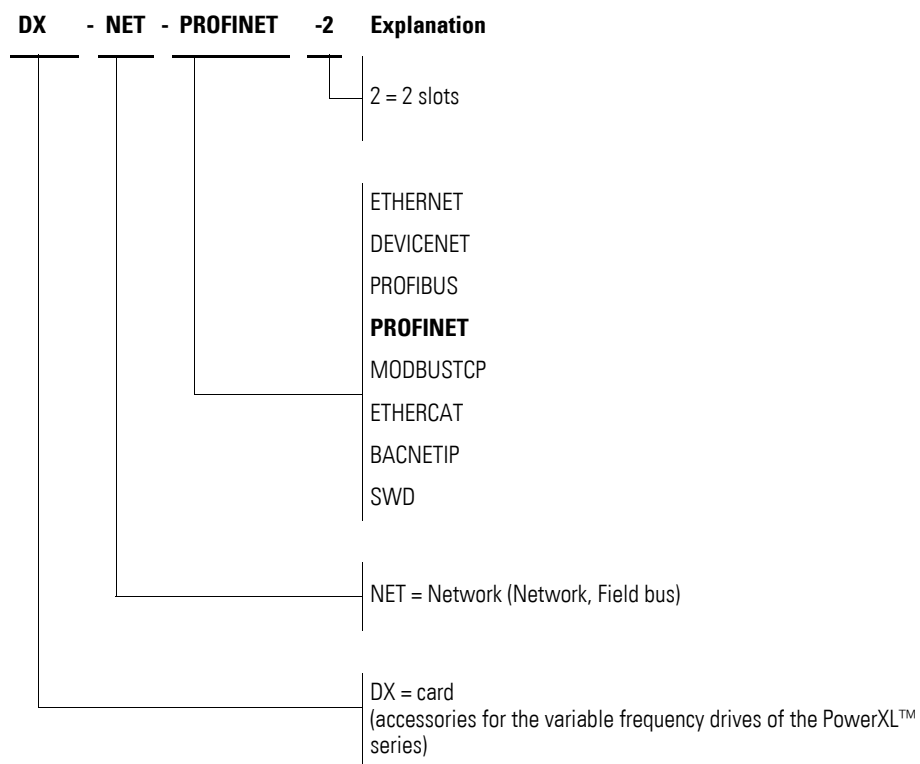 DX - NET - PROFINET -2 Explanation
2 = 2 slots
ETHERNET
DEVICENET
PROFIBUS
PROFINET
MODBUSTCP
ETHERCAT
BACNETIP
SWD
NET = Network (Network, Field bus)
DX = card
(accessories for the variable frequency drives of the PowerXL™
series)